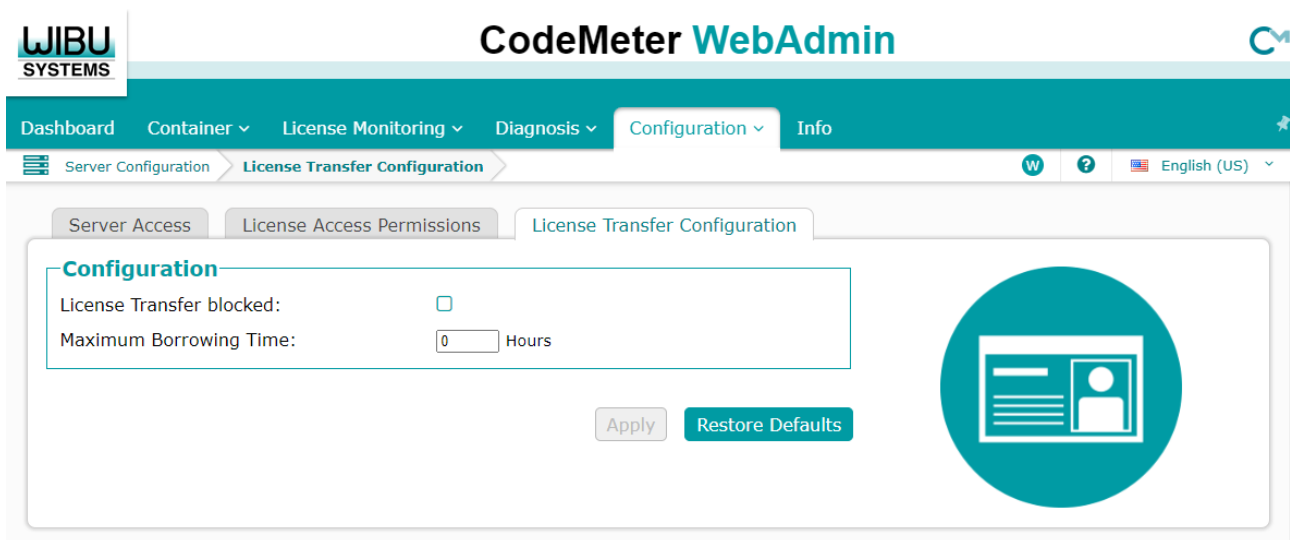 WIBU
SYSTEMS
CodeMeter WebAdmin
Dashboard Container License Monitoring Diagnosis Configuration Info
Server Configuration License Transfer Configuration W ? English (US)
Server Access License Access Permissions License Transfer Configuration
Configuration
License Transfer blocked:
Maximum Borrowing Time: 0 Hours
Apply Restore Defaults